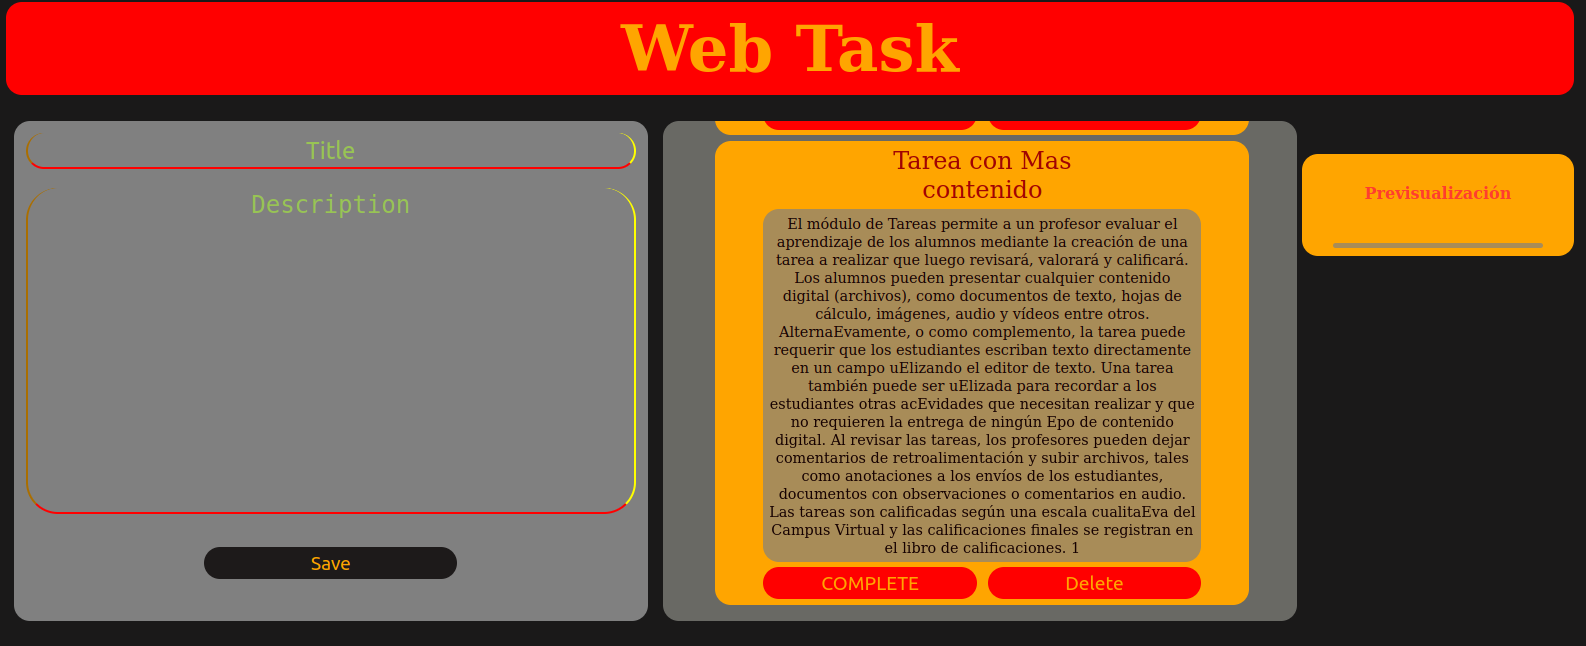 Web Task
Title
Description
Save
Tarea con Mas
contenido
El módulo de Tareas permite a un profesor evaluar el
aprendizaje de los alumnos mediante la creación de una
tarea a realizar que luego revisará, valorará y calificará.
Los alumnos pueden presentar cualquier contenido
digital (archivos), como documentos de texto, hojas de
cálculo, imágenes, audio y vídeos entre otros.
AlternaEvamente, o como complemento, la tarea puede
requerir que los estudiantes escriban texto directamente
en un campo uElizando el editor de texto. Una tarea
también puede ser uElizada para recordar a los
estudiantes otras acEvidades que necesitan realizar y que
no requieren la entrega de ningún Epo de contenido
digital. Al revisar las tareas, los profesores pueden dejar
comentarios de retroalimentación y subir archivos, tales
como anotaciones a los envíos de los estudiantes,
documentos con observaciones o comentarios en audio.
Las tareas son calificadas según una escala cualitaEva del
Campus Virtual y las calificaciones finales se registran en
el libro de calificaciones. 1
COMPLETE
Delete
Previsualización